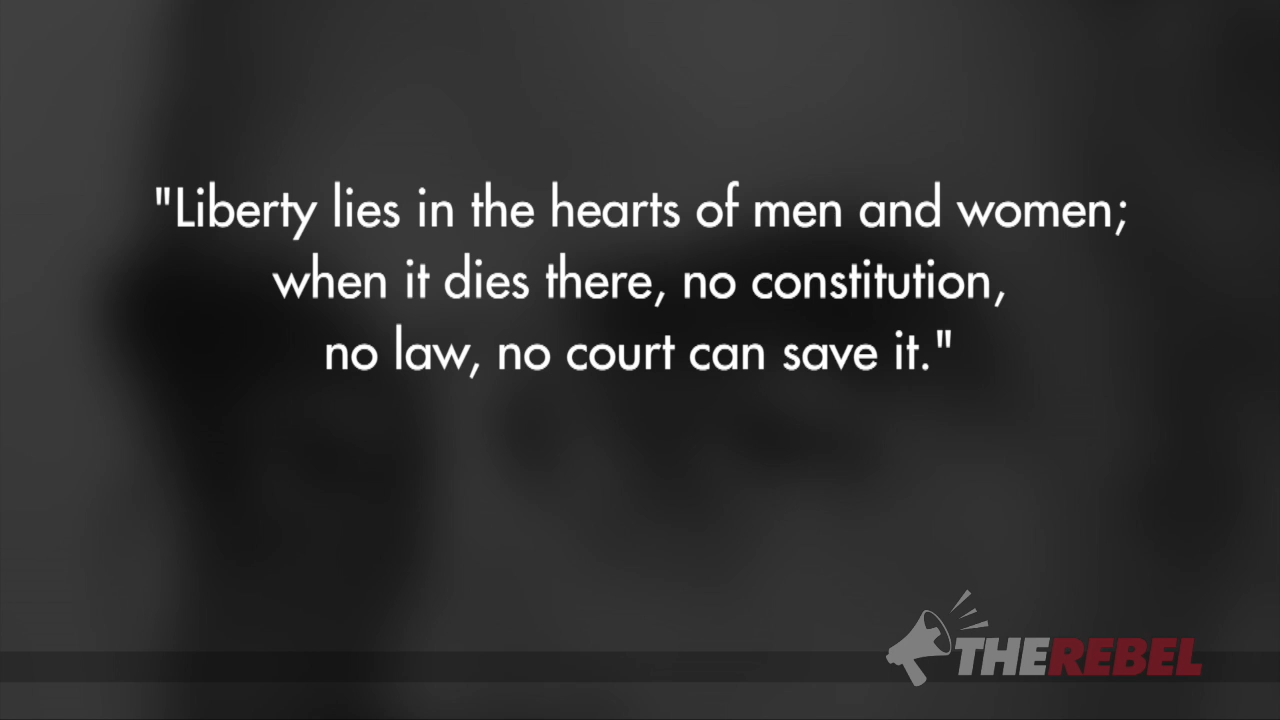 "Liberty lies in the hearts of men and women;
when it dies there, no constitution,
no law, no court can save it."
THEREBEL